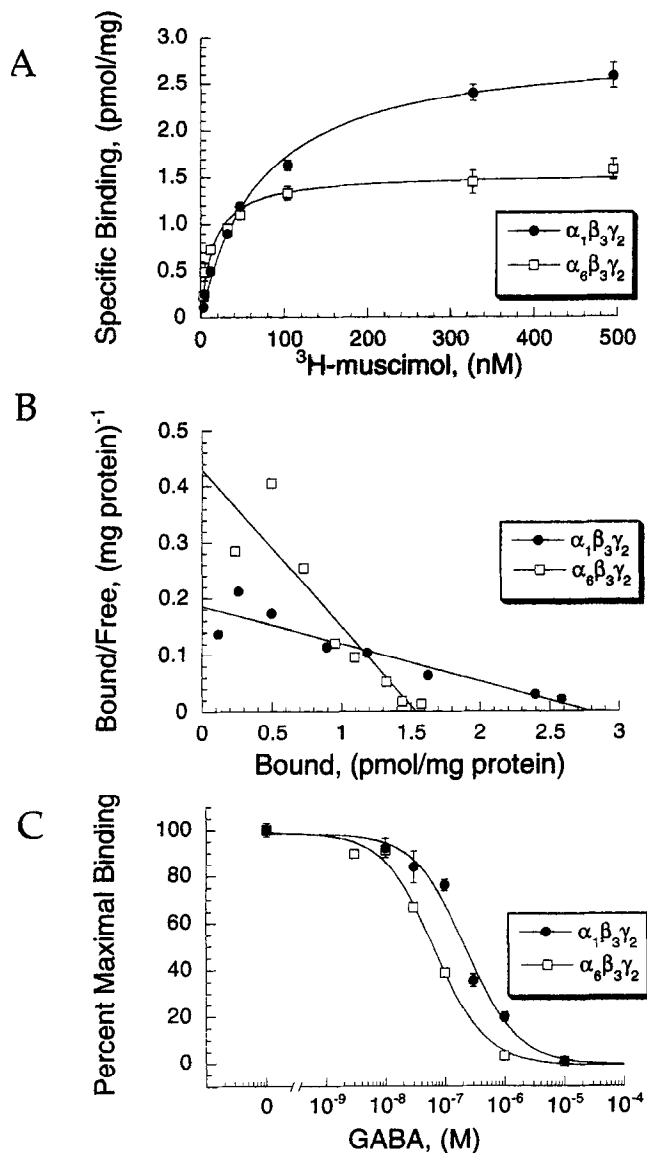 A
Specific Binding, (pmol/mg)
3.0
2.5
2.0
1.5
1.0
0.5
0
0 100 200 300 400 500
³H-muscimol, (nM)
α₁β₃γ₂
α₆β₃γ₂
B
Bound/Free, (mg protein)⁻¹
0.5
0.4
0.2
0.1
0
0 0.5 1 1.5 2 2.5 3
Bound, (pmol/mg protein)
α₁β₃γ₂
α₆β₃γ₂
C
Percent Maximal Binding
100
80
60
40
20
0
0 10⁻⁹ 10⁻⁸ 10⁻⁷ 10⁻⁶ 10⁻⁵ 10⁻⁴
GABA, (M)
α₁β₃γ₂
α₆β₃γ₂